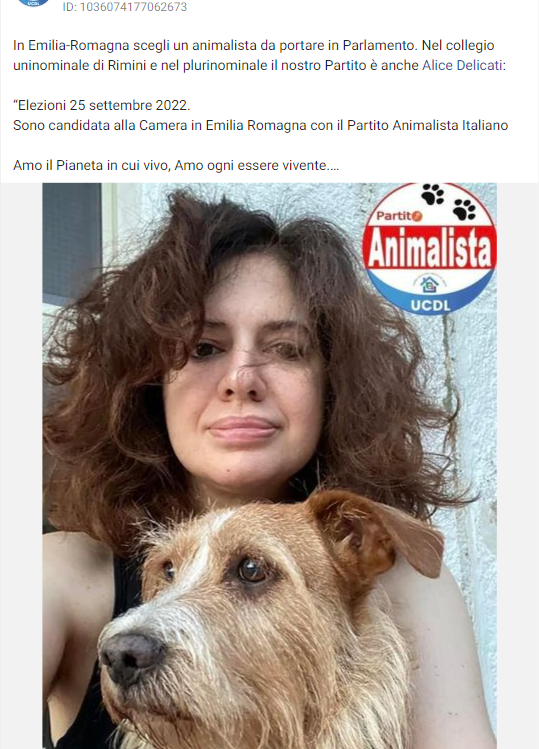 ID: 1036074177062673
In Emilia-Romagna scegli un animalista da portare in Parlamento. Nel collegio
uninominale di Rimini e nel plurinominale il nostro Partito è anche Alice Delicati:
“Elezioni 25 settembre 2022.
Sono candidata alla Camera in Emilia Romagna con il Partito Animalista Italiano
Amo il Pianeta in cui vivo, Amo ogni essere vivente.…
Partito
Animalista
UCDL